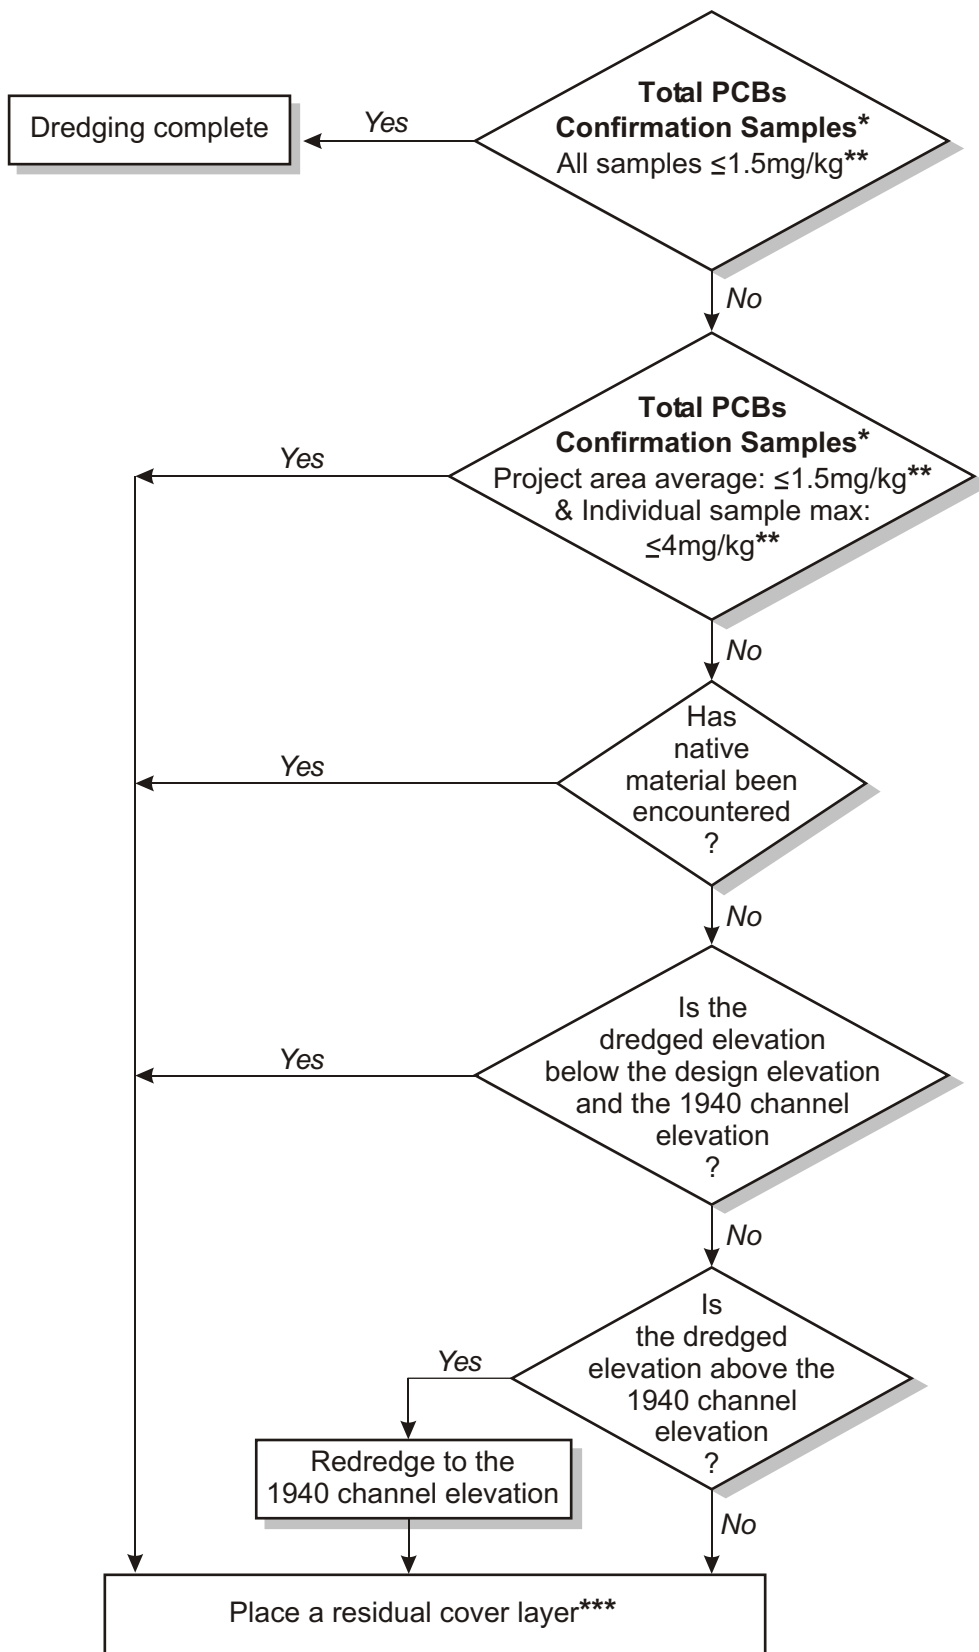 Total PCBs
Confirmation Samples*
All samples ≤1.5mg/kg**
Yes
Dredging complete
No
Total PCBs
Confirmation Samples*
Project area average: ≤1.5mg/kg**
& Individual sample max:
≤4mg/kg**
Yes
No
Has
native
material been
encountered
?
Yes
No
Is the
dredged elevation
below the design elevation
and the 1940 channel
elevation
?
Yes
No
Is
the dredged
elevation above the
1940 channel
elevation
?
Yes
Redredge to the
1940 channel elevation
No
Place a residual cover layer***